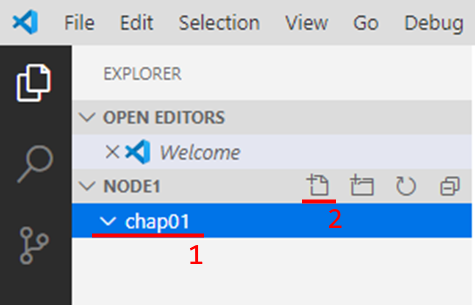 File Edit Selection View Go Debug
EXPLORER
OPEN EDITORS
Welcome
NODE1
2
chap01
1